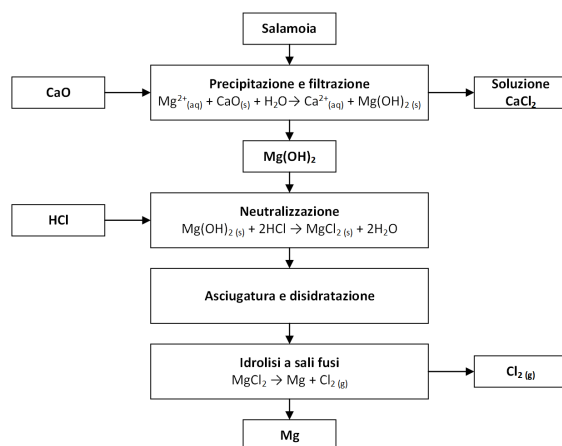 Salamoia
Precipitazione e filtrazione
CaO
Mg²⁺(aq) + CaO(s) + H₂O→ Ca²⁺(aq) + Mg(OH)₂ (s)
Soluzione
CaCl₂
Mg(OH)₂
Neutralizzazione
HCl
Mg(OH)₂ (s) + 2HCl → MgCl₂ (s) + 2H₂O
Asciugatura e disidratazione
Idrolisi a sali fusi
MgCl₂ → Mg + Cl₂ (g)
Cl₂ (g)
Mg